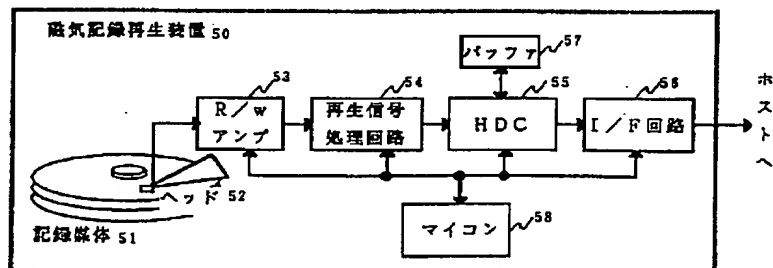 磁気記録再生装置 50
57
バッファ
53
54
55
56
R/w
アンプ
再生信号
処理回路
HDC
I/F回路
ホストへ
ヘッド 52
記録媒体 51
マイコン
58